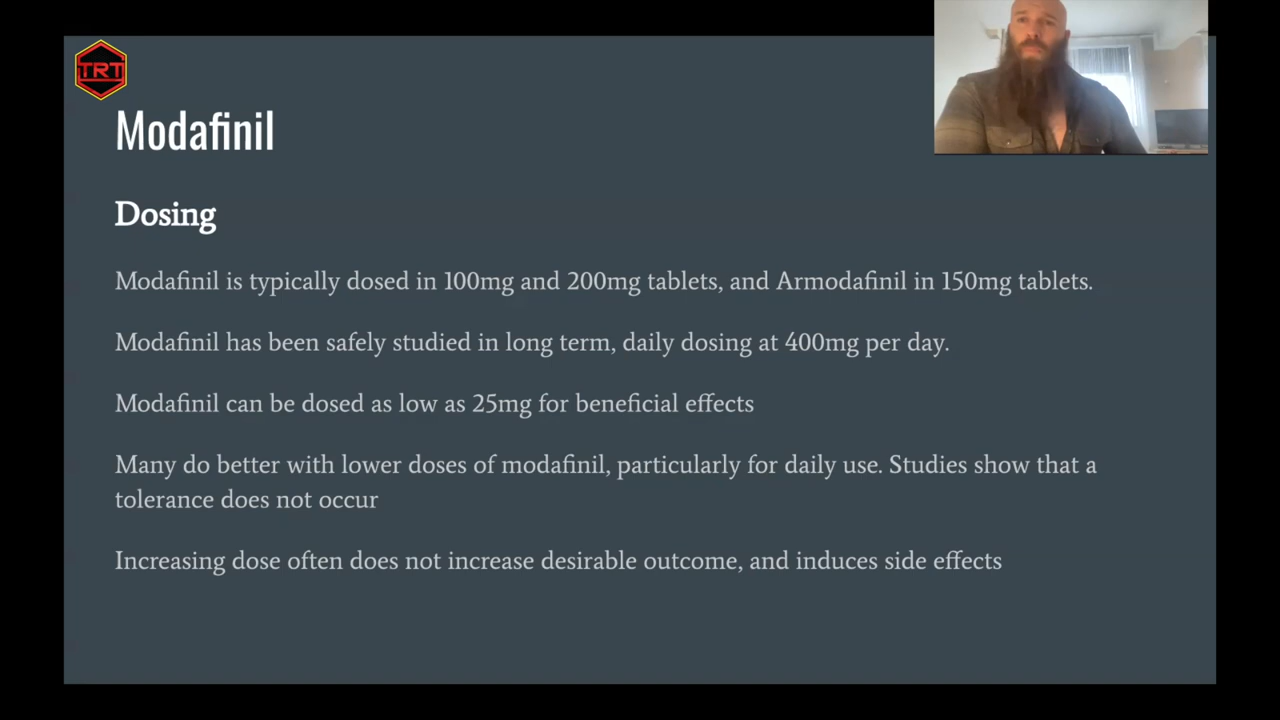 TRT
Modafinil
Dosing
Modafinil is typically dosed in 100mg and 200mg tablets, and Armodafinil in 150mg tablets.
Modafinil has been safely studied in long term, daily dosing at 400mg per day.
Modafinil can be dosed as low as 25mg for beneficial effects
Many do better with lower doses of modafinil, particularly for daily use. Studies show that a
tolerance does not occur
Increasing dose often does not increase desirable outcome, and induces side effects